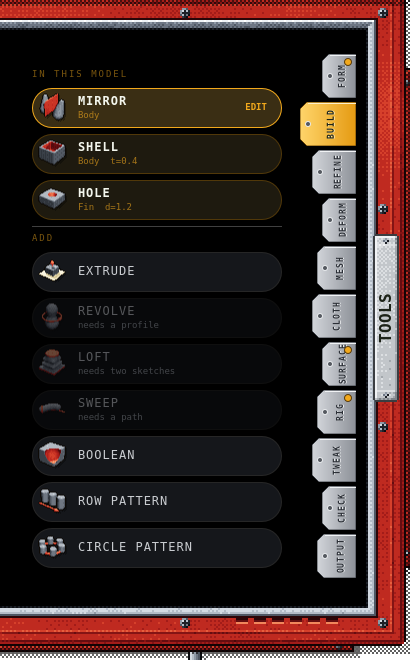 IN THIS MODEL
MIRROR
Body
EDIT
SHELL
Body t=0.4
HOLE
Fin d=1.2
ADD
EXTRUDE
REVOLVE
needs a profile
LOFT
needs two sketches
SWEEP
needs a path
BOOLEAN
ROW PATTERN
CIRCLE PATTERN
FORM
BUILD
REFINE
DEFORM
MESH
CLOTH
SURFACE
RIG
TWEAK
CHECK
OUTPUT
TOOLS